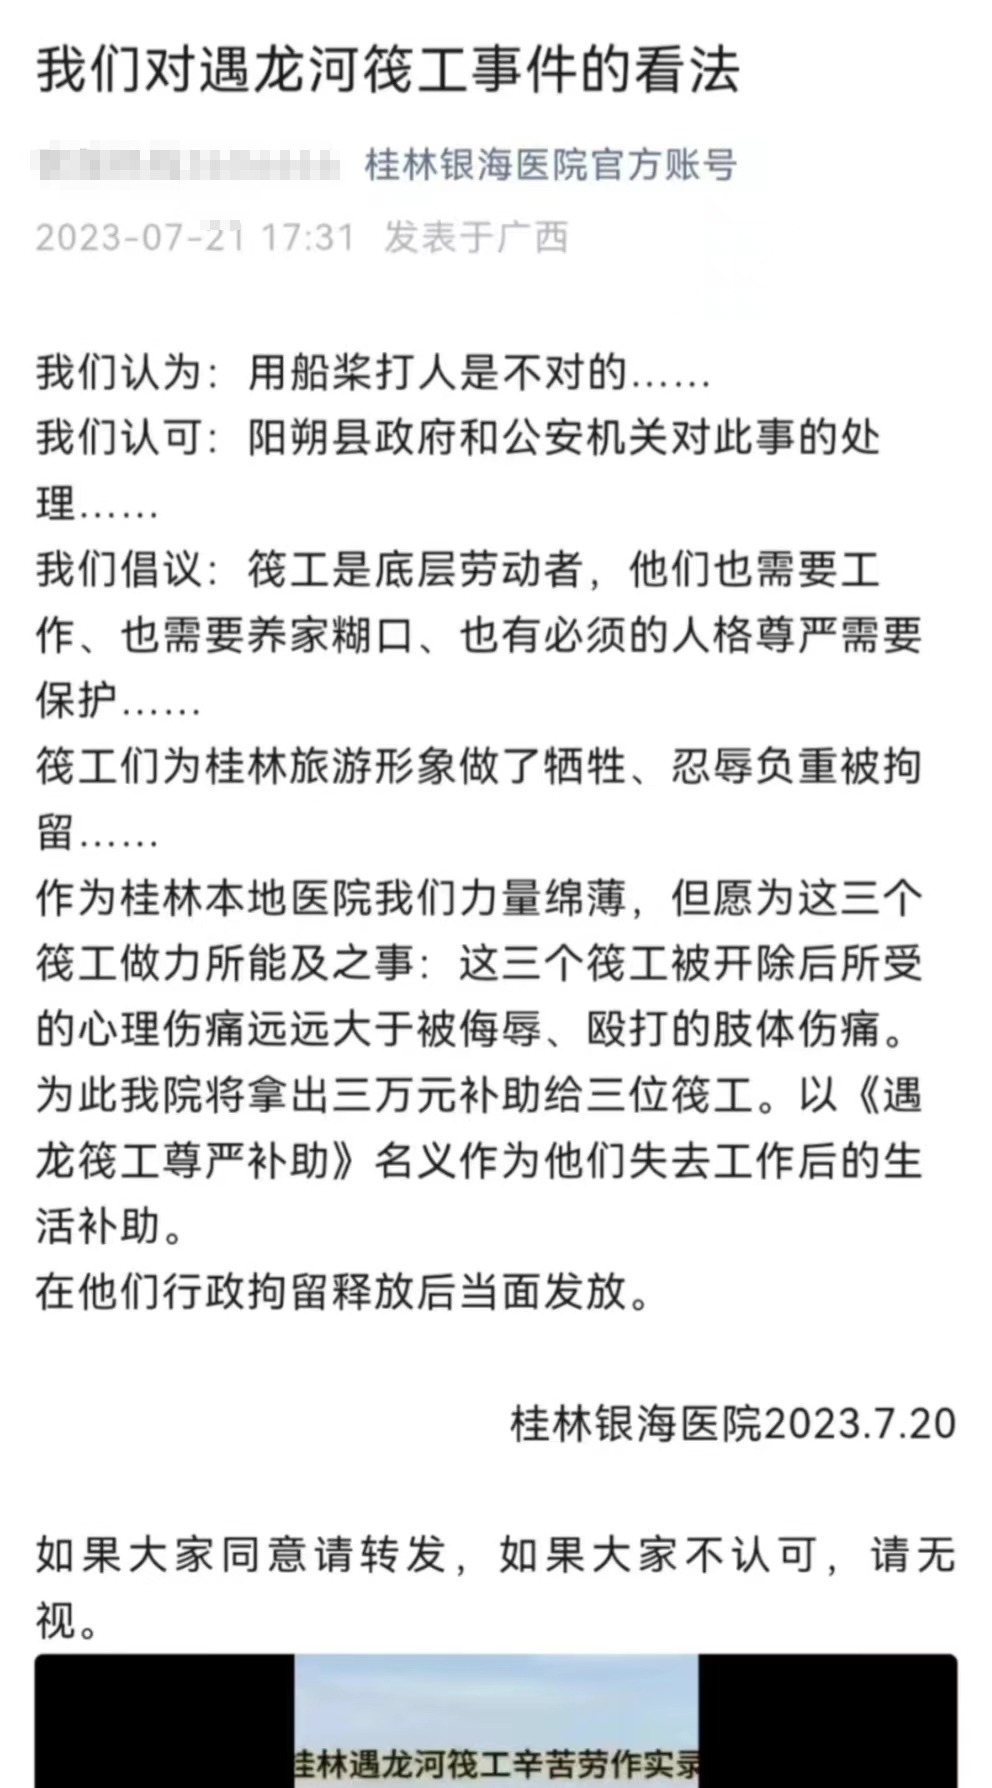 我们对遇龙河筏工事件的看法
桂林银海医院官方账号
2023-07-21 17:31 发表于广西
我们认为：用船桨打人是不对的……
我们认可：阳朔县政府和公安机关对此事的处
理……
我们倡议：筏工是底层劳动者，他们也需要工
作、也需要养家糊口、也有必须的人格尊严需要
保护……
筏工们为桂林旅游形象做了牺牲、忍辱负重被拘
留……
作为桂林本地医院我们力量绵薄，但愿为这三个
筏工做力所能及之事：这三个筏工被开除后所受
的心理伤痛远远大于被侮辱、殴打的肢体伤痛。
为此我院将拿出三万元补助给三位筏工。以《遇
龙筏工尊严补助》名义作为他们失去工作后的生
活补助。
在他们行政拘留释放后当面发放。
桂林银海医院2023.7.20
如果大家同意请转发，如果大家不认可，请无
视。
桂林遇龙河筏工辛苦劳作实录